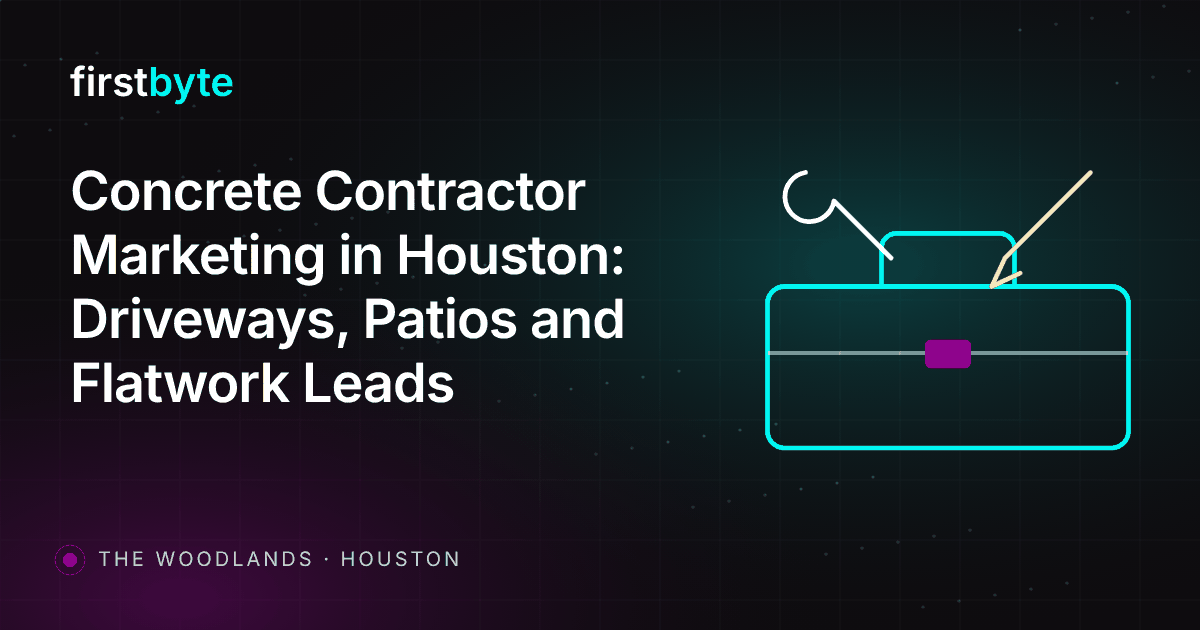 firstbyte
Concrete Contractor
Marketing in Houston:
Driveways, Patios and
Flatwork Leads
THE WOODLANDS · HOUSTON